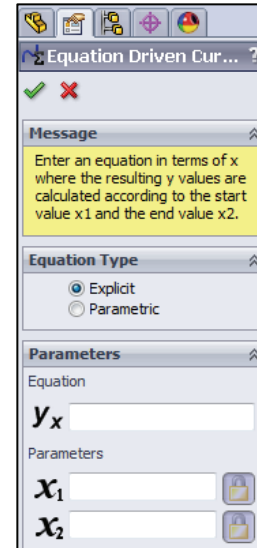 Equation Driven Cur... ?
Message
Enter an equation in terms of x
where the resulting y values are
calculated according to the start
value x1 and the end value x2.
Equation Type
Explicit
Parametric
Parameters
Equation
yx
Parameters
x1
x2